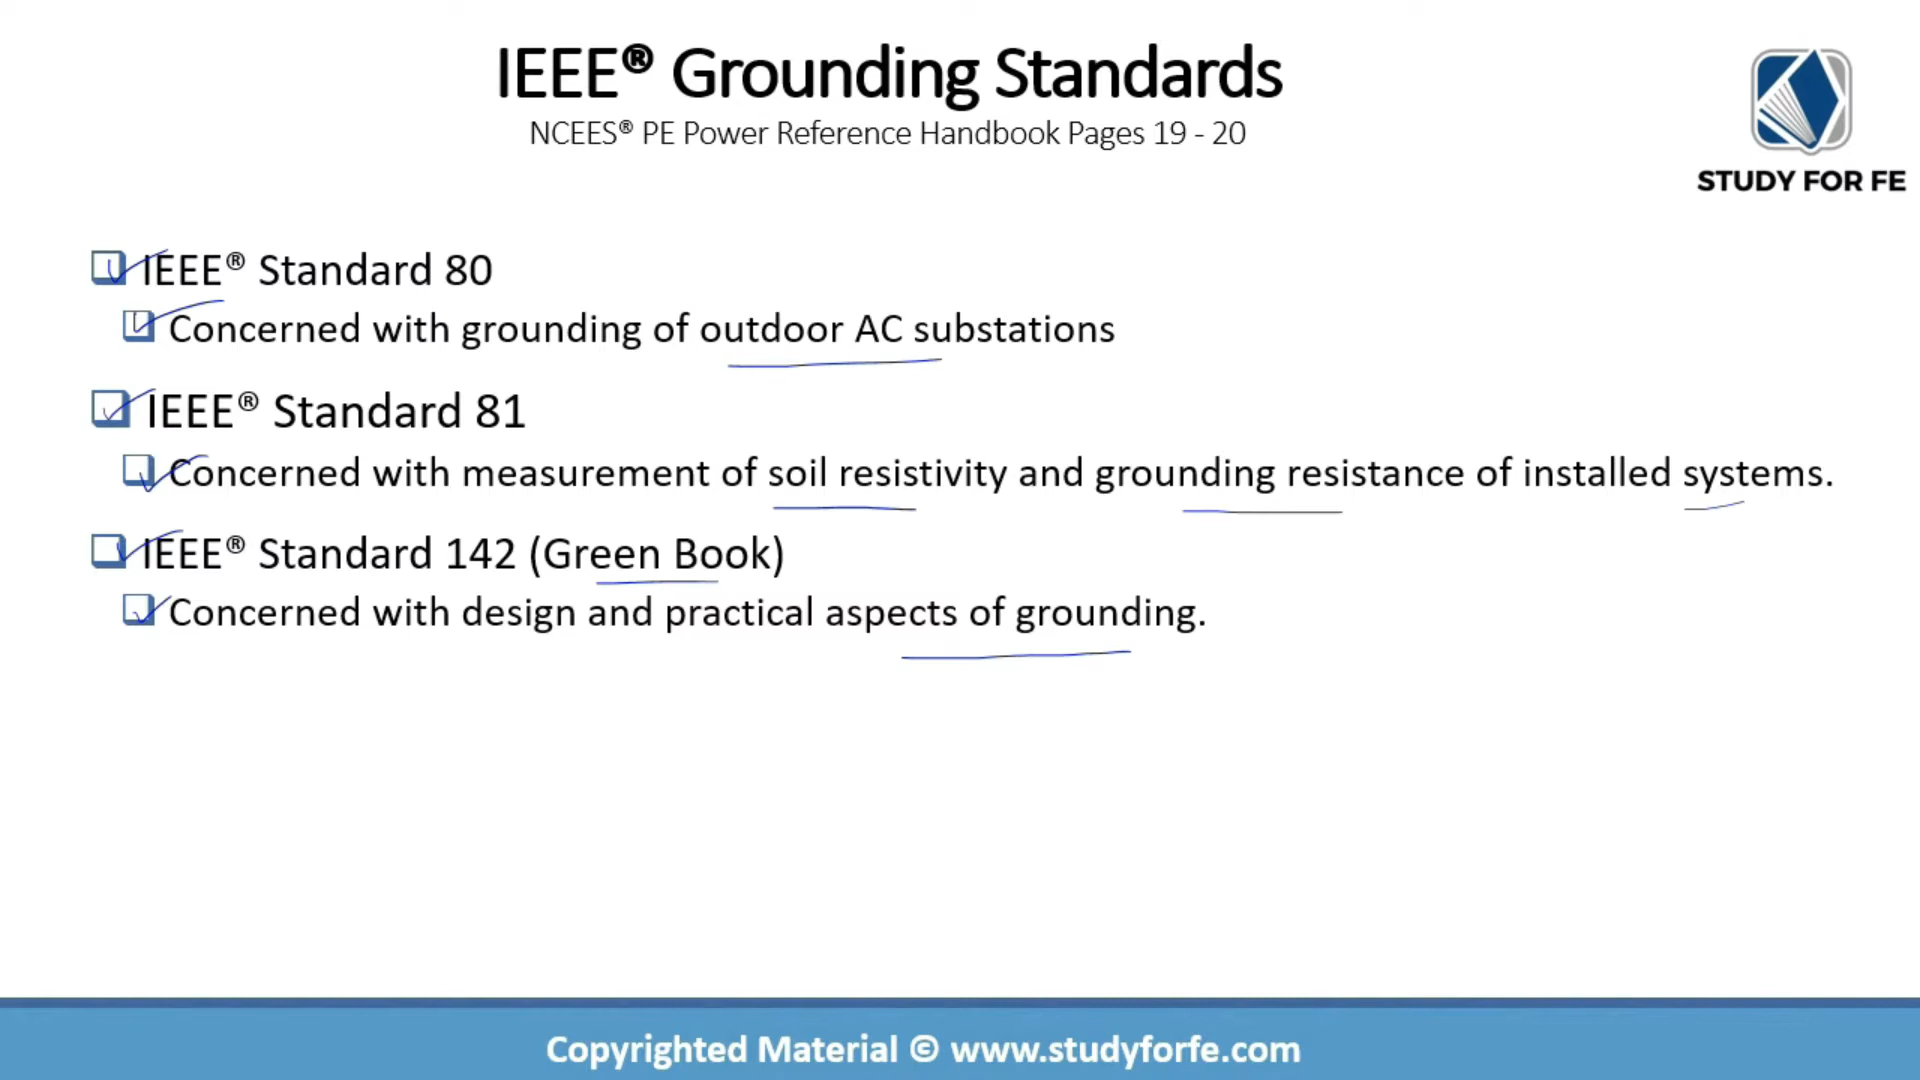 IEEE® Grounding Standards
NCEES® PE Power Reference Handbook Pages 19 - 20
STUDY FOR FE
IEEE® Standard 80
Concerned with grounding of outdoor AC substations
IEEE® Standard 81
Concerned with measurement of soil resistivity and grounding resistance of installed systems.
IEEE® Standard 142 (Green Book)
Concerned with design and practical aspects of grounding.
Copyrighted Material © www.studyforfe.com